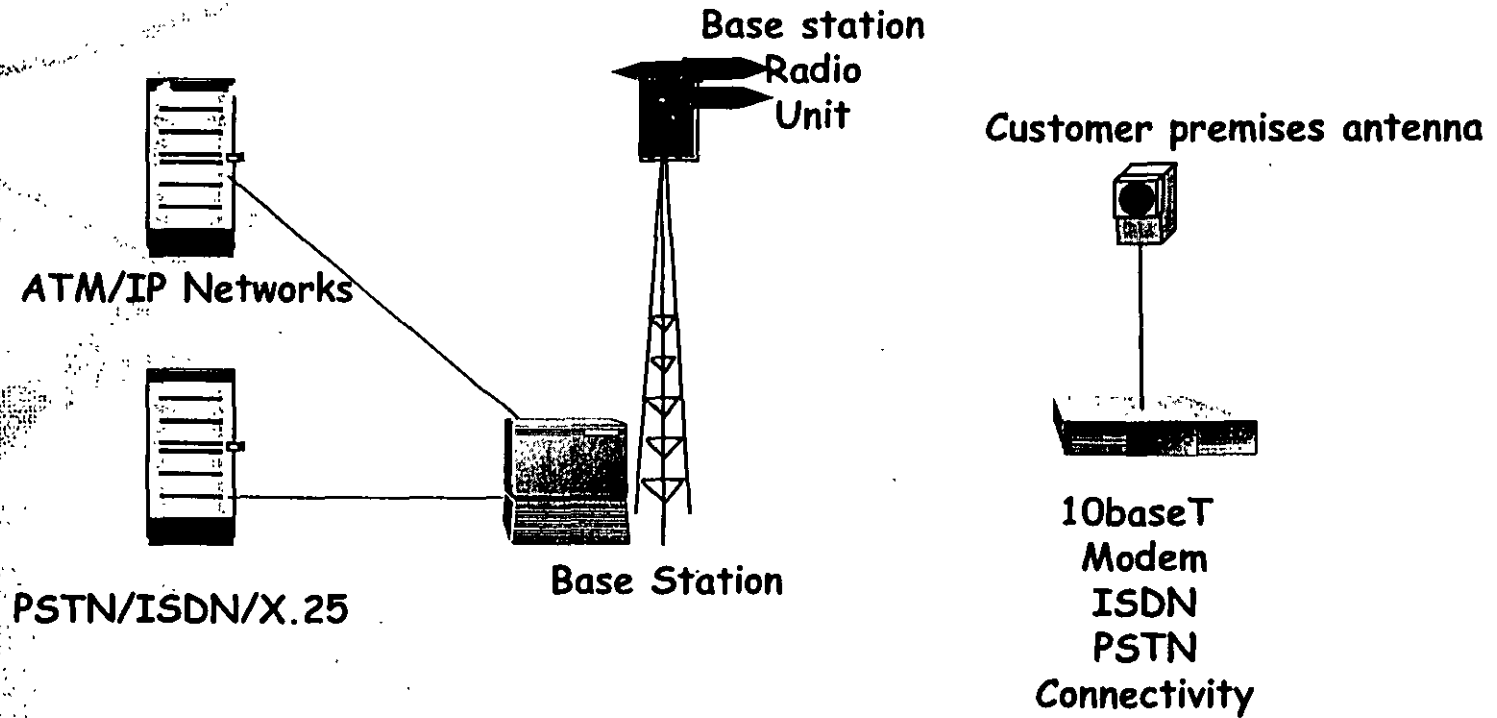 Base station
Radio
Unit
Customer premises antenna
ATM/IP Networks
PSTN/ISDN/X.25
Base Station
10baseT
Modem
ISDN
PSTN
Connectivity